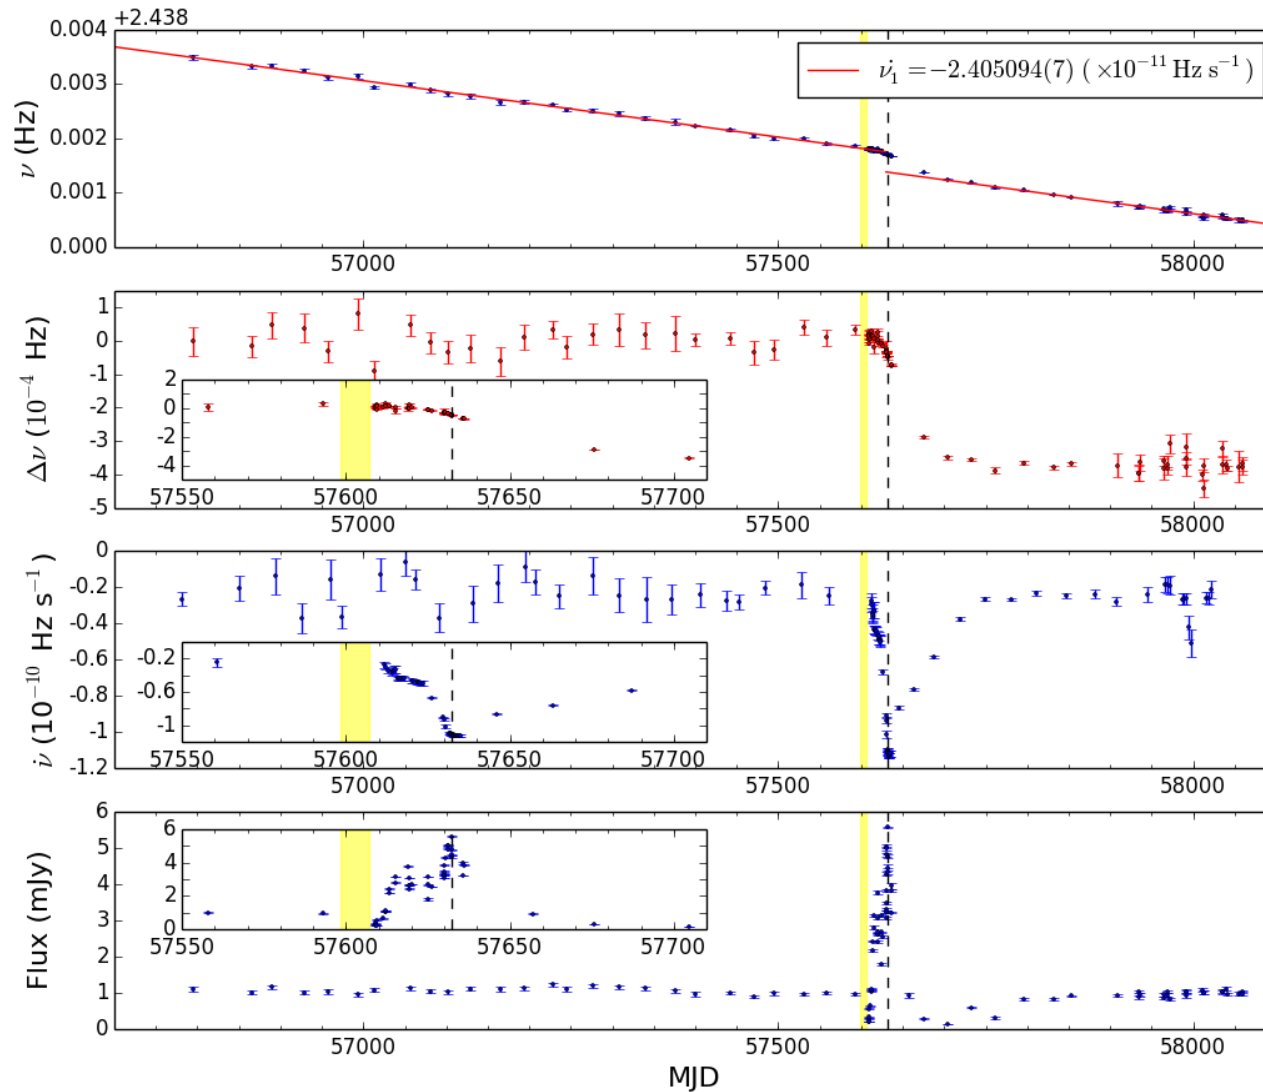 +2.438
0.004
0.003
0.002
0.001
0.000
ν (Hz)
ν̇₁ = −2.405094(7) ( ×10⁻¹¹ Hz s⁻¹)
57000 57500 58000
1
0
-1
-2
-3
-4
-5
Δν (10⁻⁴ Hz)
2
0
-2
-4
57550 57600 57650 57700
57000 57500 58000
0
-0.2
-0.4
-0.6
-0.8
-1
-1.2
ν̇ (10⁻¹⁰ Hz s⁻¹)
-0.2
-0.6
-1
57550 57600 57650 57700
57000 57500 58000
6
5
4
3
2
1
0
Flux (mJy)
6
4
2
0
57550 57600 57650 57700
57000 57500 58000
MJD